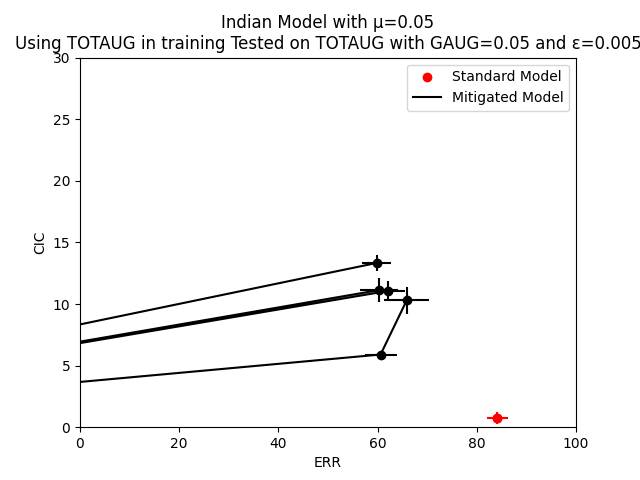 Indian Model with μ=0.05
Using TOTAUG in training Tested on TOTAUG with GAUG=0.05 and ε=0.005
Standard Model
Mitigated Model
30
25
20
15
10
5
0
CIC
0 20 40 60 80 100
ERR